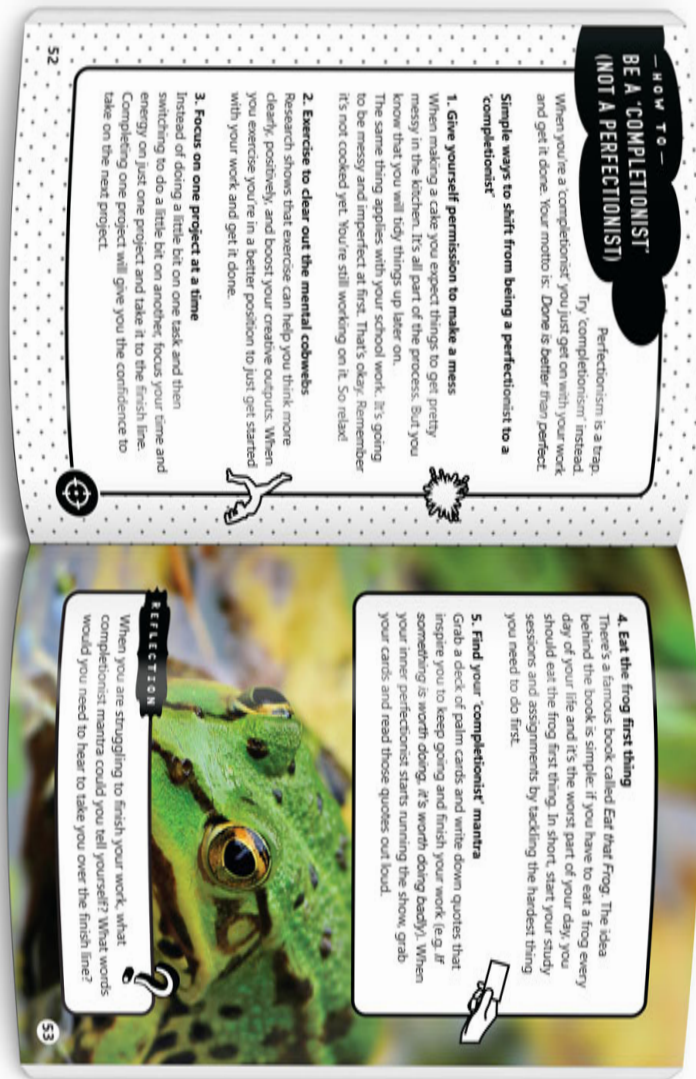 — HOW TO —
BE A ‘COMPLETIONIST’
(NOT A PERFECTIONIST)
Perfectionism is a trap.
Try ‘completionism’ instead.
When you're a ‘completionist’ you just get on with your work
and get it done. Your motto is: Done is better than perfect.
Simple ways to shift from being a perfectionist to a
‘completionist’
1. Give yourself permission to make a mess
When making a cake you expect things to get pretty
messy in the kitchen. It's all part of the process. But you
know that you will tidy things up later on.
The same thing applies with your school work. It's going
to be messy and imperfect at first. That's okay. Remember
it's not cooked yet. You're still working on it. So relax!
2. Exercise to clear out the mental cobwebs
Research shows that exercise can help you think more
clearly, positively, and boost your creative outputs. When
you exercise you're in a better position to just get started
with your work and get it done.
3. Focus on one project at a time
Instead of doing a little bit on one task and then
switching to do a little bit on another, focus your time and
energy on just one project and take it to the finish line.
Completing one project will give you the confidence to
take on the next project.
52
4. Eat the frog first thing
There's a famous book called Eat that Frog. The idea
behind the book is simple: if you have to eat a frog every
day of your life and it's the worst part of your day, you
should eat the frog first thing. In short, start your study
sessions and assignments by tackling the hardest thing
you need to do first.
5. Find your ‘completionist’ mantra
Grab a deck of palm cards and write down quotes that
inspire you to keep going and finish your work (e.g. If
something is worth doing, it's worth doing badly). When
your inner perfectionist starts running the show, grab
your cards and read those quotes out loud.
REFLECTION
When you are struggling to finish your work, what
completionist mantra could you tell yourself? What words
would you need to hear to take you over the finish line?
53